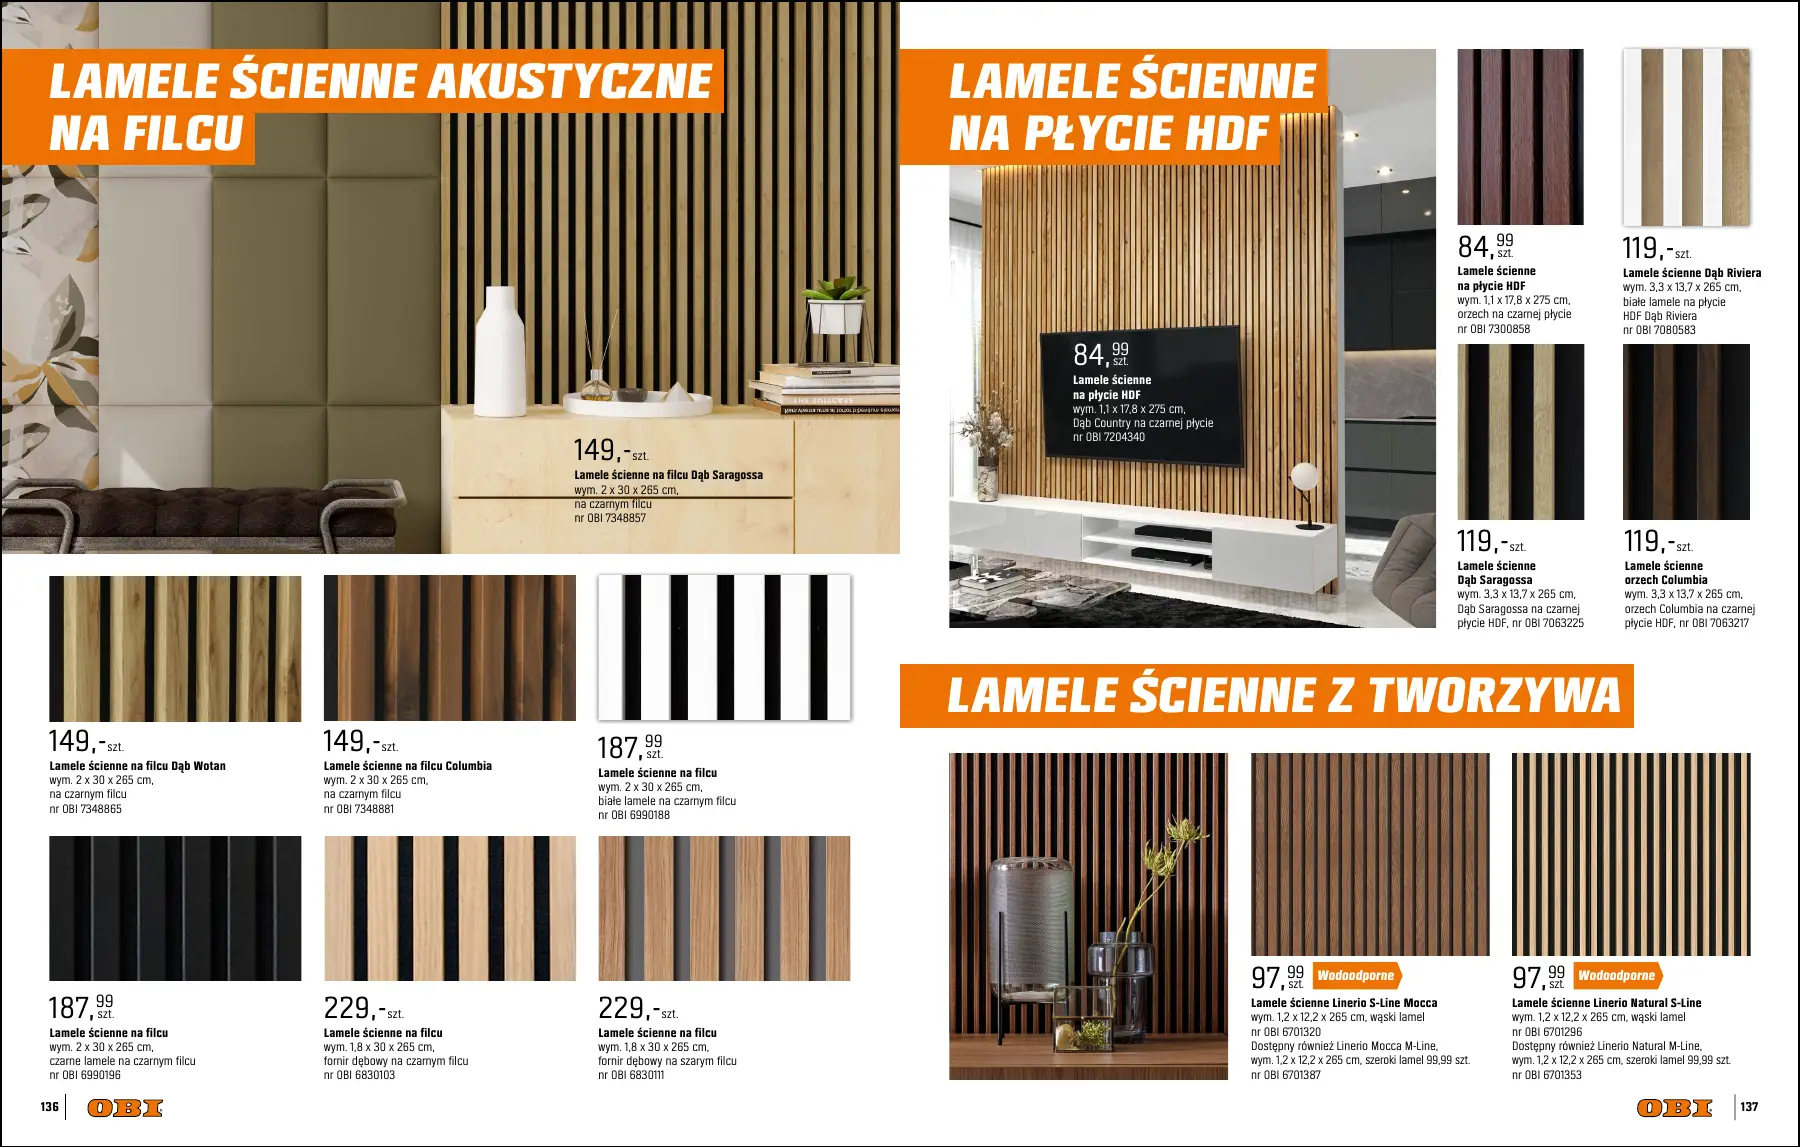 LAMELE ŚCIENNE AKUSTYCZNE
NA FILCU
149,-szt.
Lamele ścienne na filcu Dąb Saragossa
wym. 2 x 30 x 265 cm,
na czarnym filcu
nr OBI 7348857
149,-szt.
Lamele ścienne na filcu Dąb Wotan
wym. 2 x 30 x 265 cm,
na czarnym filcu
nr OBI 7348865
149,-szt.
Lamele ścienne na filcu Columbia
wym. 2 x 30 x 265 cm,
na czarnym filcu
nr OBI 7348881
187,99 szt.
Lamele ścienne na filcu
wym. 2 x 30 x 265 cm,
białe lamele na czarnym filcu
nr OBI 6990188
187,99 szt.
Lamele ścienne na filcu
wym. 2 x 30 x 265 cm,
czarne lamele na czarnym filcu
nr OBI 6990196
229,-szt.
Lamele ścienne na filcu
wym. 1,8 x 30 x 265 cm,
fornir dębowy na czarnym filcu
nr OBI 6830103
229,-szt.
Lamele ścienne na filcu
wym. 1,8 x 30 x 265 cm,
fornir dębowy na szarym filcu
nr OBI 6830111
136
OBI
LAMELE ŚCIENNE
NA PŁYCIE HDF
84,99 szt.
Lamele ścienne
na płycie HDF
wym. 1,1 x 17,8 x 275 cm,
Dąb Country na czarnej płycie
nr OBI 7204340
84,99 szt.
Lamele ścienne
na płycie HDF
wym. 1,1 x 17,8 x 275 cm,
orzech na czarnej płycie
nr OBI 7300858
119,-szt.
Lamele ścienne Dąb Riviera
wym. 3,3 x 13,7 x 265 cm,
białe lamele na płycie
HDF Dąb Riviera
nr OBI 7080583
119,-szt.
Lamele ścienne
Dąb Saragossa
wym. 3,3 x 13,7 x 265 cm,
Dąb Saragossa na czarnej
płycie HDF, nr OBI 7063225
119,-szt.
Lamele ścienne
orzech Columbia
wym. 3,3 x 13,7 x 265 cm,
orzech Columbia na czarnej
płycie HDF, nr OBI 7063217
LAMELE ŚCIENNE Z TWORZYWA
97,99 szt.
Wodoodporne
Lamele ścienne Linerio S-Line Mocca
wym. 1,2 x 12,2 x 265 cm, wąski lamel
nr OBI 6701320
Dostępny również Linerio Mocca M-Line,
wym. 1,2 x 12,2 x 265 cm, szeroki lamel 99,99 szt.
nr OBI 6701387
97,99 szt.
Wodoodporne
Lamele ścienne Linerio Natural S-Line
wym. 1,2 x 12,2 x 265 cm, wąski lamel
nr OBI 6701296
Dostępny również Linerio Natural M-Line,
wym. 1,2 x 12,2 x 265 cm, szeroki lamel 99,99 szt.
nr OBI 6701353
OBI
137